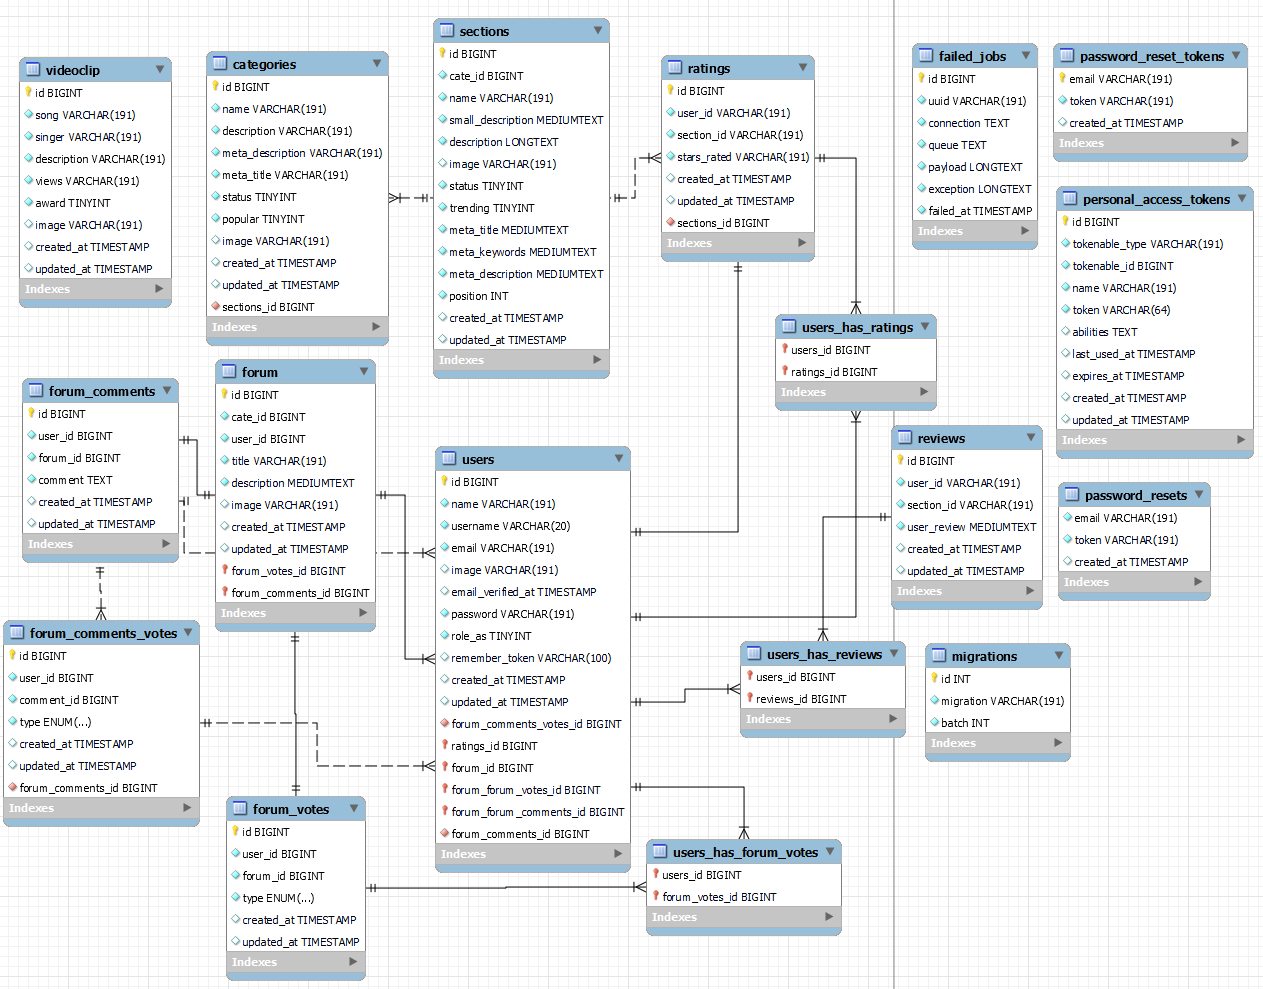 videoclip
id BIGINT
song VARCHAR(191)
singer VARCHAR(191)
description VARCHAR(191)
views VARCHAR(191)
award TINYINT
image VARCHAR(191)
created_at TIMESTAMP
updated_at TIMESTAMP
Indexes
categories
id BIGINT
name VARCHAR(191)
description VARCHAR(191)
meta_description VARCHAR(191)
meta_title VARCHAR(191)
status TINYINT
popular TINYINT
image VARCHAR(191)
created_at TIMESTAMP
updated_at TIMESTAMP
sections_id BIGINT
Indexes
sections
id BIGINT
cate_id BIGINT
name VARCHAR(191)
small_description MEDIUMTEXT
description LONGTEXT
image VARCHAR(191)
status TINYINT
trending TINYINT
meta_title MEDIUMTEXT
meta_keywords MEDIUMTEXT
meta_description MEDIUMTEXT
position INT
created_at TIMESTAMP
updated_at TIMESTAMP
Indexes
ratings
id BIGINT
user_id VARCHAR(191)
section_id VARCHAR(191)
stars_rated VARCHAR(191)
created_at TIMESTAMP
updated_at TIMESTAMP
sections_id BIGINT
Indexes
failed_jobs
id BIGINT
uuid VARCHAR(191)
connection TEXT
queue TEXT
payload LONGTEXT
exception LONGTEXT
failed_at TIMESTAMP
Indexes
password_reset_tokens
email VARCHAR(191)
token VARCHAR(191)
created_at TIMESTAMP
Indexes
personal_access_tokens
id BIGINT
tokenable_type VARCHAR(191)
tokenable_id BIGINT
name VARCHAR(191)
token VARCHAR(64)
abilities TEXT
last_used_at TIMESTAMP
expires_at TIMESTAMP
created_at TIMESTAMP
updated_at TIMESTAMP
Indexes
users_has_ratings
users_id BIGINT
ratings_id BIGINT
Indexes
forum_comments
id BIGINT
user_id BIGINT
forum_id BIGINT
comment TEXT
created_at TIMESTAMP
updated_at TIMESTAMP
Indexes
forum
id BIGINT
cate_id BIGINT
user_id BIGINT
title VARCHAR(191)
description MEDIUMTEXT
image VARCHAR(191)
created_at TIMESTAMP
updated_at TIMESTAMP
forum_votes_id BIGINT
forum_comments_id BIGINT
Indexes
users
id BIGINT
name VARCHAR(191)
username VARCHAR(20)
email VARCHAR(191)
image VARCHAR(191)
email_verified_at TIMESTAMP
password VARCHAR(191)
role_as TINYINT
remember_token VARCHAR(100)
created_at TIMESTAMP
updated_at TIMESTAMP
forum_comments_votes_id BIGINT
ratings_id BIGINT
forum_id BIGINT
forum_forum_votes_id BIGINT
forum_forum_comments_id BIGINT
forum_comments_id BIGINT
Indexes
reviews
id BIGINT
user_id VARCHAR(191)
section_id VARCHAR(191)
user_review MEDIUMTEXT
created_at TIMESTAMP
updated_at TIMESTAMP
Indexes
password_resets
email VARCHAR(191)
token VARCHAR(191)
created_at TIMESTAMP
Indexes
forum_comments_votes
id BIGINT
user_id BIGINT
comment_id BIGINT
type ENUM(...)
created_at TIMESTAMP
updated_at TIMESTAMP
forum_comments_id BIGINT
Indexes
users_has_reviews
users_id BIGINT
reviews_id BIGINT
Indexes
migrations
id INT
migration VARCHAR(191)
batch INT
Indexes
forum_votes
id BIGINT
user_id BIGINT
forum_id BIGINT
type ENUM(...)
created_at TIMESTAMP
updated_at TIMESTAMP
Indexes
users_has_forum_votes
users_id BIGINT
forum_votes_id BIGINT
Indexes